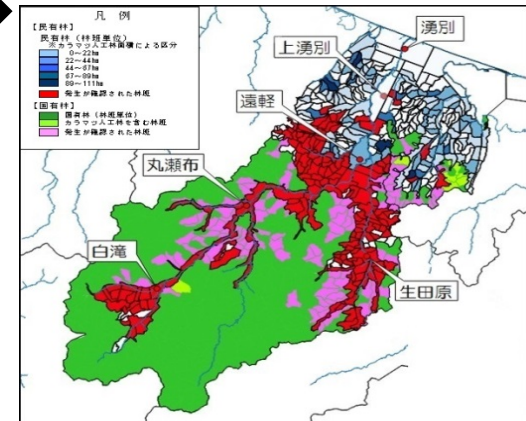 凡 例
【民有林】
民有林 (林班単位)
※カラマツ人工林面積による区分
0～22ha
22～44ha
44～67ha
67～89ha
89～111ha
発生が確認された林班
【国有林】
国有林 (林班単位)
カラマツ人工林を含む林班
発生が確認された林班
湧別
上湧別
遠軽
丸瀬布
白滝
生田原